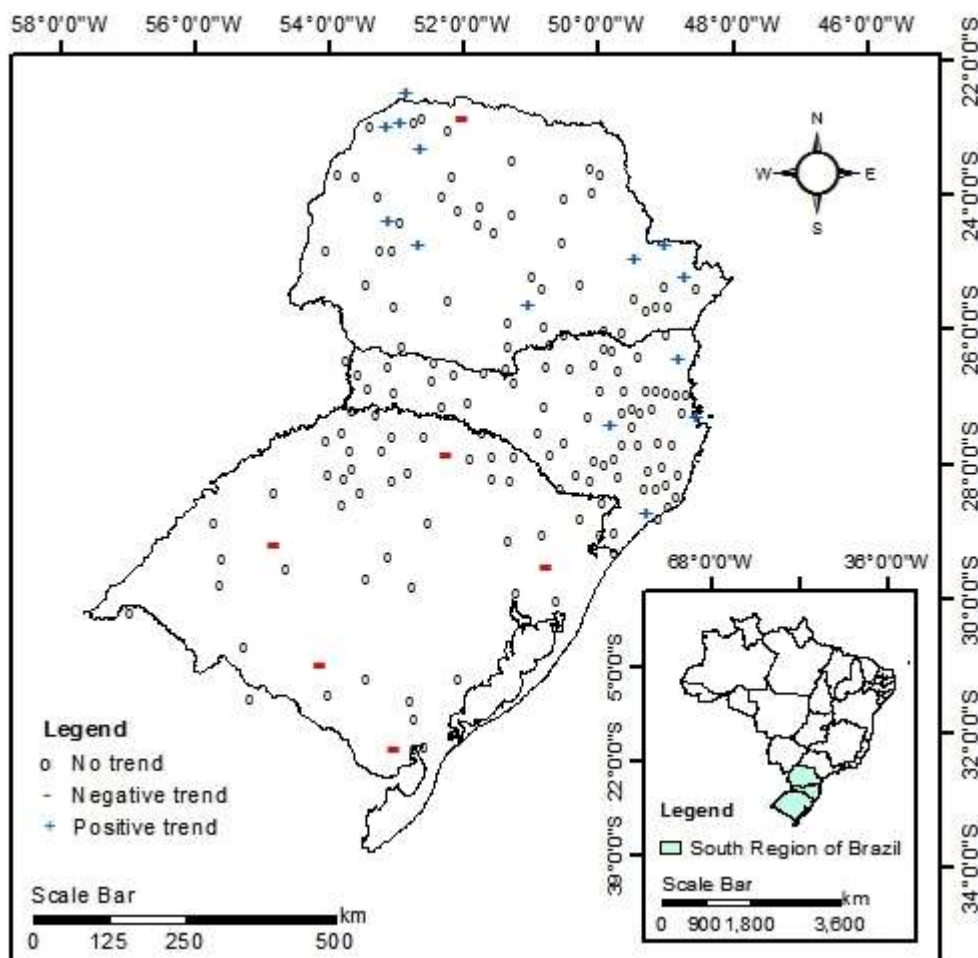 58°0'0"W 56°0'0"W 54°0'0"W 52°0'0"W 50°0'0"W 48°0'0"W 46°0'0"W
22°0'0"S
24°0'0"S
26°0'0"S
28°0'0"S
30°0'0"S
32°0'0"S
34°0'0"S
N
W E
S
Legend
o No trend
- Negative trend
+ Positive trend
Scale Bar
km
0 125 250 500
68°0'0"W 36°0'0"W
5°0'0"S
22°0'0"S
39°0'0"S
Legend
South Region of Brazil
Scale Bar
km
0 900 1,800 3,600